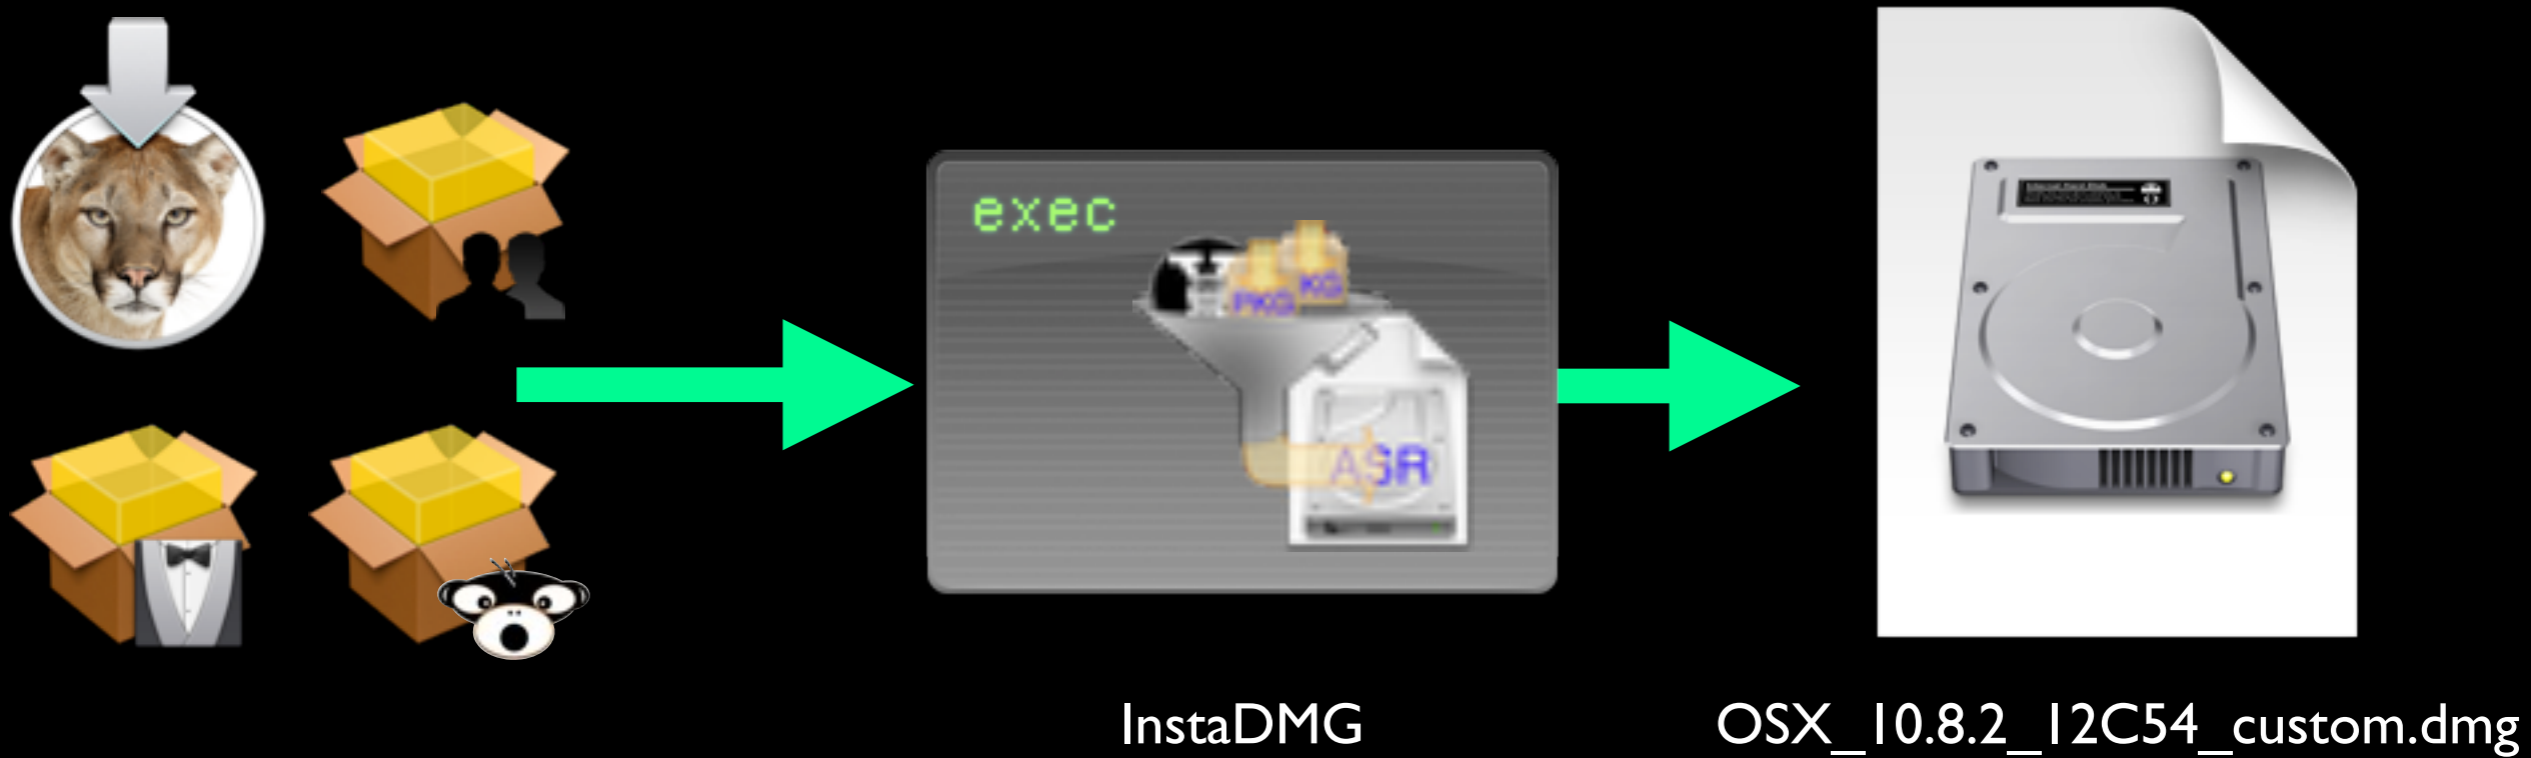 exec
PKG
KG
ASR
InstaDMG
OSX_10.8.2_12C54_custom.dmg